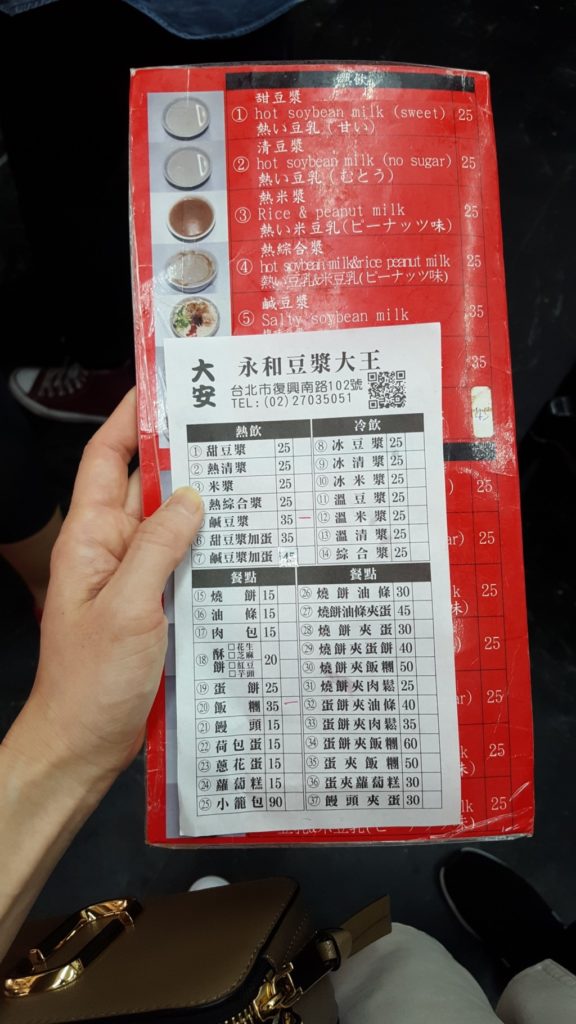 熱飲
甜豆漿
① hot soybean milk (sweet) 25
熱い豆乳(甘い)
清豆漿
② hot soybean milk (no sugar) 25
熱い豆乳(むとう)
熱米漿
③ Rice & peanut milk 25
熱い米豆乳(ピーナッツ味)
熱綜合漿
④ hot soybean milk&rice peanut milk 25
熱い豆乳&米豆乳(ピーナッツ味)
鹹豆漿
⑤ Salty soybean milk 35
35
45
大安
永和豆漿大王
台北市復興南路102號
TEL:(02)27035051
熱飲
① 甜豆漿 25
② 熱清漿 25
③ 米漿 25
熱綜合漿 25
鹹豆漿 35
⑥ 甜豆漿加蛋 35
⑦ 鹹豆漿加蛋 45
冷飲
⑧ 冰豆漿 25
⑨ 冰清漿 25
⑩ 冰米漿 25
⑪ 溫豆漿 25
⑫ 溫米漿 25
⑬ 溫清漿 25
⑭ 綜合漿 25
餐點
⑮ 燒餅 15
⑯ 油條 15
⑰ 肉包 15
⑱ 酥餅 □花生 □芝麻 □紅豆 □芋頭 20
⑲ 蛋餅 25
⑳ 飯糰 35
㉑ 饅頭 15
㉒ 荷包蛋 15
㉓ 蔥花蛋 15
㉔ 蘿蔔糕 15
㉕ 小籠包 90
餐點
㉖ 燒餅油條 30
㉗ 燒餅油條夾蛋 45
㉘ 燒餅夾蛋 30
㉙ 燒餅夾蛋餅 40
㉚ 燒餅夾飯糰 50
㉛ 燒餅夾肉鬆 25
㉜ 蛋餅夾油條 40
㉝ 蛋餅夾肉鬆 35
㉞ 蛋餅夾飯糰 60
㉟ 蛋夾飯糰 50
㊱ 蛋夾蘿蔔糕 30
㊲ 饅頭夾蛋 30
25
25
25
25
25
25